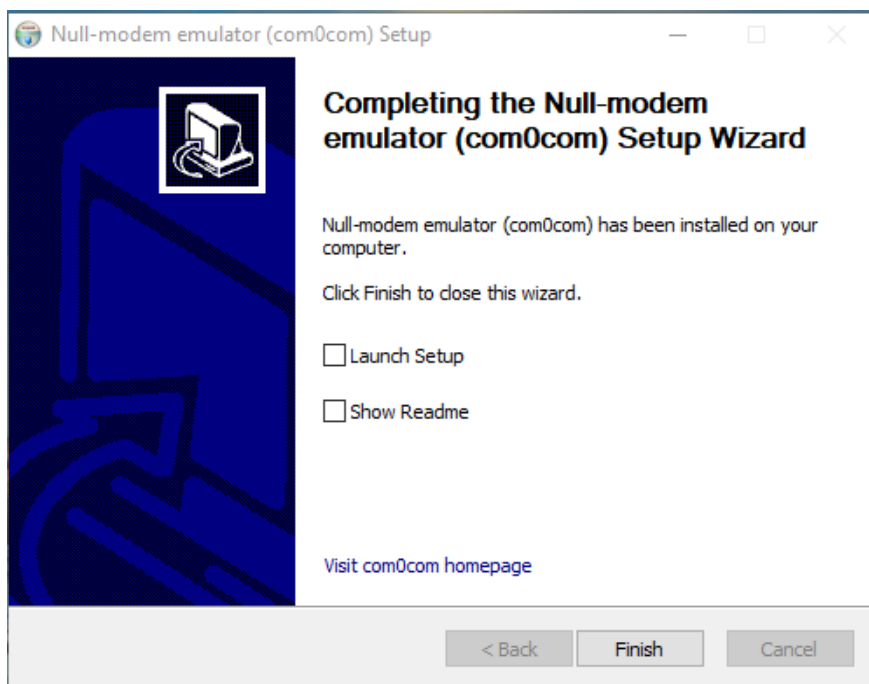 Null-modem emulator (com0com) Setup
Completing the Null-modem
emulator (com0com) Setup Wizard
Null-modem emulator (com0com) has been installed on your
computer.
Click Finish to close this wizard.
Launch Setup
Show Readme
Visit com0com homepage
< Back
Finish
Cancel